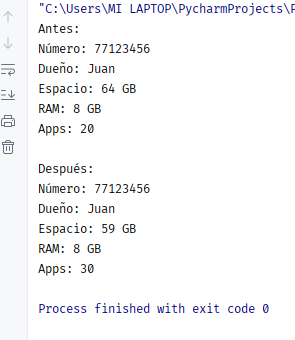 "C:\Users\MI LAPTOP\PycharmProjects\P
Antes:
Número: 77123456
Dueño: Juan
Espacio: 64 GB
RAM: 8 GB
Apps: 20

Después:
Número: 77123456
Dueño: Juan
Espacio: 59 GB
RAM: 8 GB
Apps: 30

Process finished with exit code 0